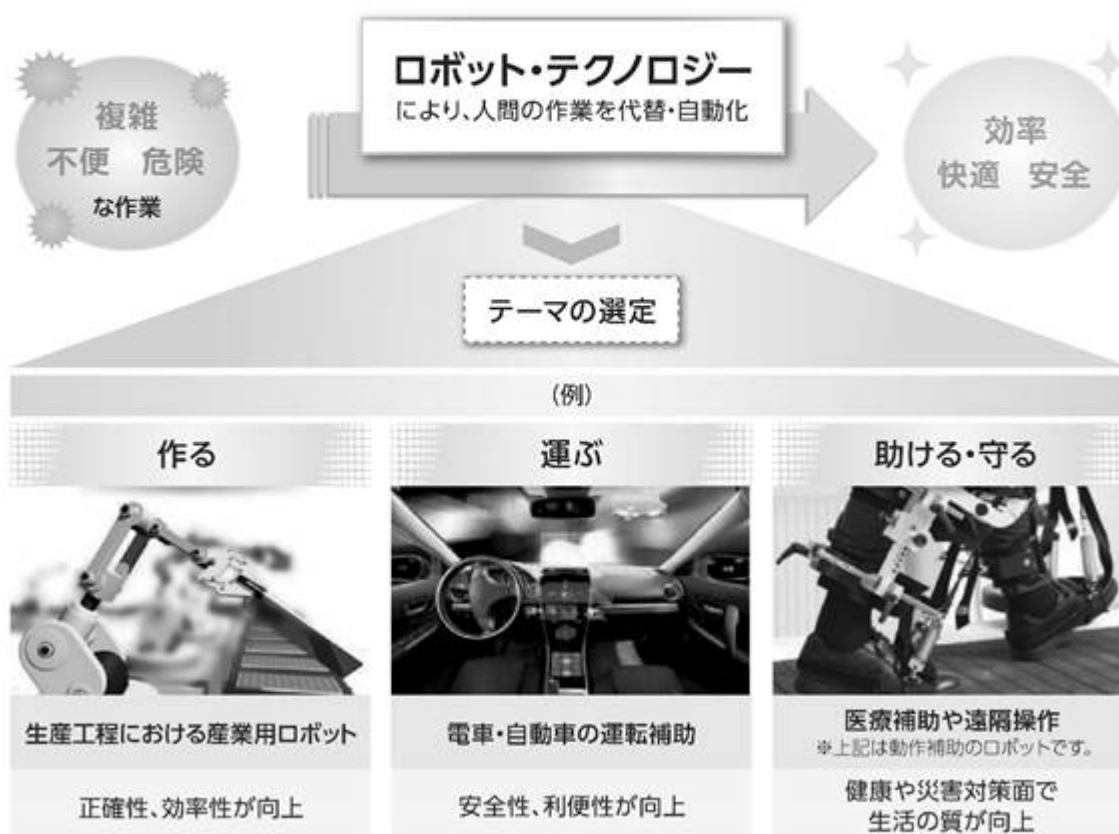 複雑
不便 危険
な作業
ロボット・テクノロジー
により、人間の作業を代替・自動化
効率
快適 安全
テーマの選定
(例)
作る
運ぶ
助ける・守る
生産工程における産業用ロボット
電車・自動車の運転補助
医療補助や遠隔操作
※上記は動作補助のロボットです。
正確性、効率性が向上
安全性、利便性が向上
健康や災害対策面で
生活の質が向上